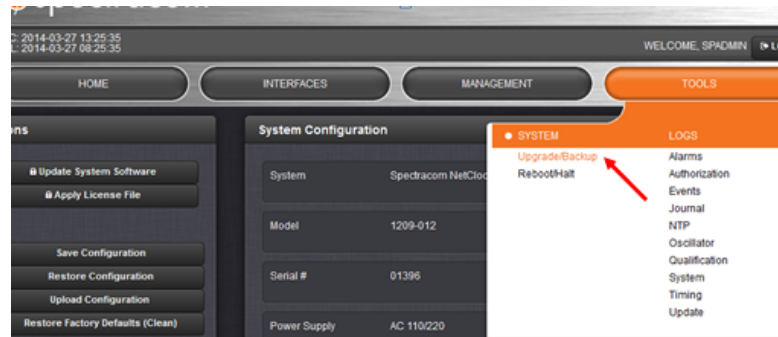 spectracom
C: 2014-03-27 13:25:35
L: 2014-03-27 08:25:35
WELCOME, SPADMIN
HOME
INTERFACES
MANAGEMENT
TOOLS
ns
System Configuration
SYSTEM
LOGS
Update System Software
Apply License File
Save Configuration
Restore Configuration
Upload Configuration
Restore Factory Defaults (Clean)
System
Spectracom NetCloc
Model
1209-012
Serial #
01396
Power Supply
AC 110/220
Upgrade/Backup
Reboot/Halt
Alarms
Authorization
Events
Journal
NTP
Oscillator
Qualification
System
Timing
Update